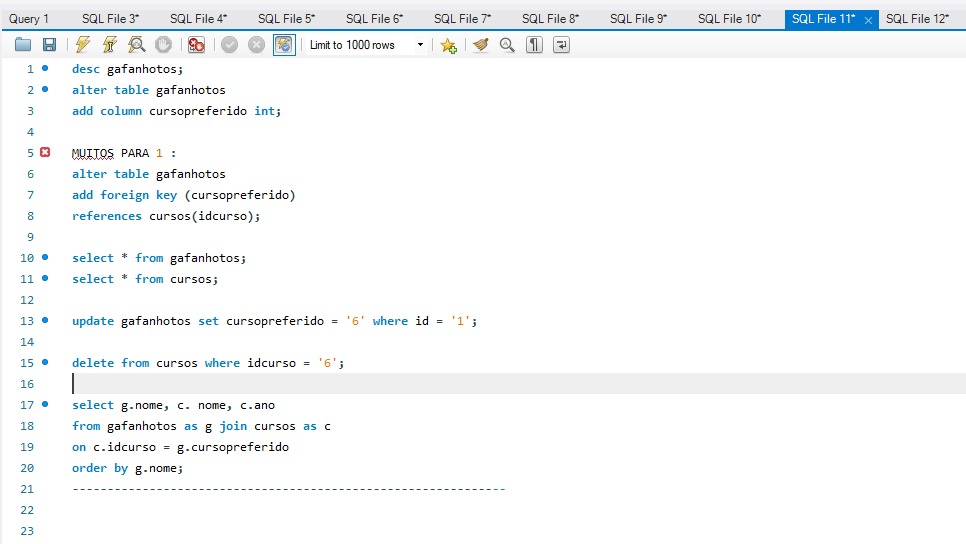 Query 1 SQL File 3* SQL File 4* SQL File 5* SQL File 6* SQL File 7* SQL File 8* SQL File 9* SQL File 10* SQL File 11* SQL File 12*
Limit to 1000 rows
1 desc gafanhotos;
2 alter table gafanhotos
3 add column cursopreferido int;
4
5 MUITOS PARA 1 :
6 alter table gafanhotos
7 add foreign key (cursopreferido)
8 references cursos(idcurso);
9
10 select * from gafanhotos;
11 select * from cursos;
12
13 update gafanhotos set cursopreferido = '6' where id = '1';
14
15 delete from cursos where idcurso = '6';
16
17 select g.nome, c. nome, c.ano
18 from gafanhotos as g join cursos as c
19 on c.idcurso = g.cursopreferido
20 order by g.nome;
21 --------------------------------------------------------------
22
23